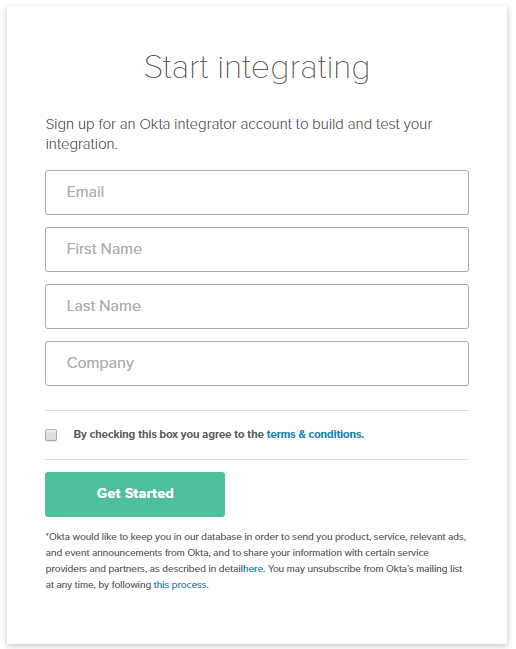 Start integrating
Sign up for an Okta integrator account to build and test your
integration.
Email
First Name
Last Name
Company
By checking this box you agree to the terms & conditions.
Get Started
*Okta would like to keep you in our database in order to send you product, service, relevant ads,
and event announcements from Okta, and to share your information with certain service
providers and partners, as described in detailhere. You may unsubscribe from Okta's mailing list
at any time, by following this process.